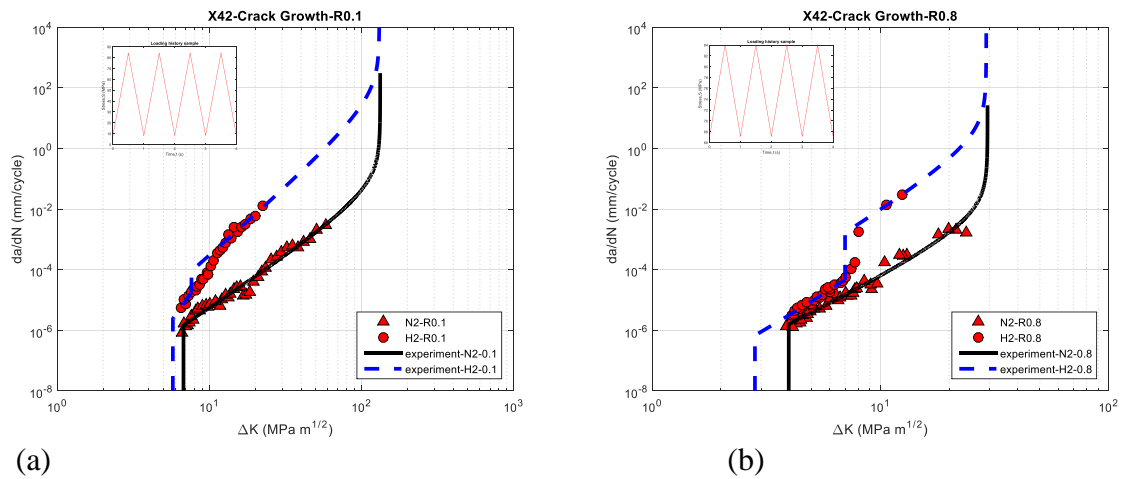 X42-Crack Growth-R0.1
10^4
10^2
10^0
10^-2
10^-4
10^-6
10^-8
da/dN (mm/cycle)
Loading history sample
Time,t (s)
N2-R0.1
H2-R0.1
experiment-N2-0.1
experiment-H2-0.1
10^0
10^1
10^2
10^3
ΔK (MPa m^1/2)
(a)
X42-Crack Growth-R0.8
10^4
10^2
10^0
10^-2
10^-4
10^-6
10^-8
da/dN (mm/cycle)
Loading history sample
Time,t (s)
N2-R0.8
H2-R0.8
experiment-N2-0.8
experiment-H2-0.8
10^0
10^1
10^2
ΔK (MPa m^1/2)
(b)